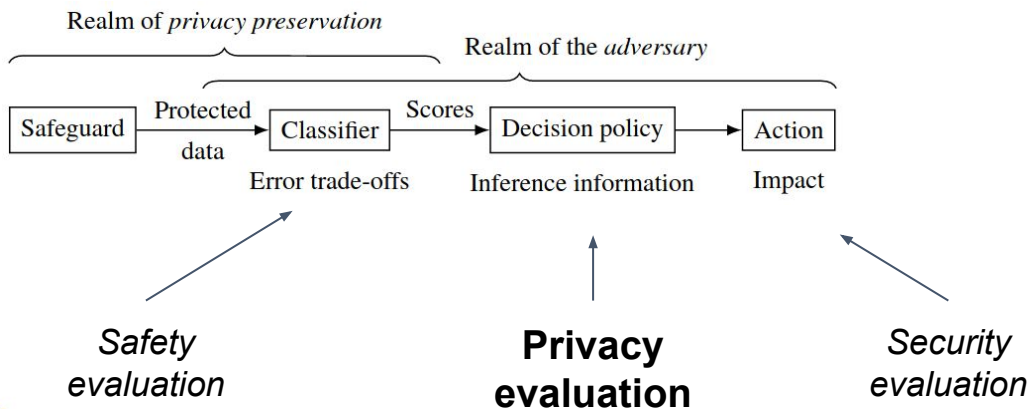 Realm of privacy preservation
Realm of the adversary
Safeguard
Protected
data
Classifier
Scores
Decision policy
Action
Error trade-offs
Inference information
Impact
Safety
evaluation
Privacy
evaluation
Security
evaluation